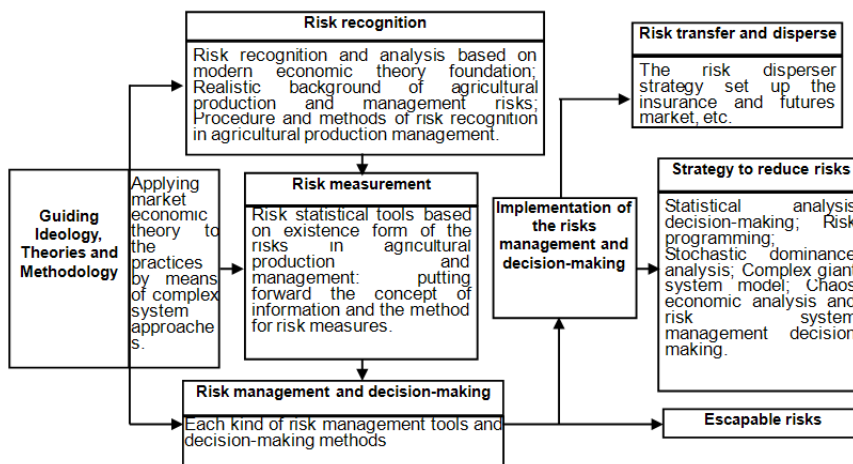 Risk recognition
Risk recognition and analysis based on
modern economic theory foundation;
Realistic background of agricultural
production and management risks;
Procedure and methods of risk recognition
in agricultural production management.
Risk transfer and disperse
The risk disperser
strategy set up the
insurance and futures
market, etc.
Guiding
Ideology,
Theories and
Methodology
Applying
market
economic
theory to
the
practices
by means
of complex
system
approache
s.
Risk measurement
Risk statistical tools based on
existence form of the
risks in agricultural
production and
management: putting
forward the concept of
information and the method
for risk measures.
Implementation of
the risks
management and
decision-making
Strategy to reduce risks
Statistical analysis
decision-making; Risk
programming;
Stochastic dominance
analysis; Complex giant
system model; Chaos
economic analysis and
risk system
management decision
making.
Risk management and decision-making
Each kind of risk management tools and
decision-making methods
Escapable risks